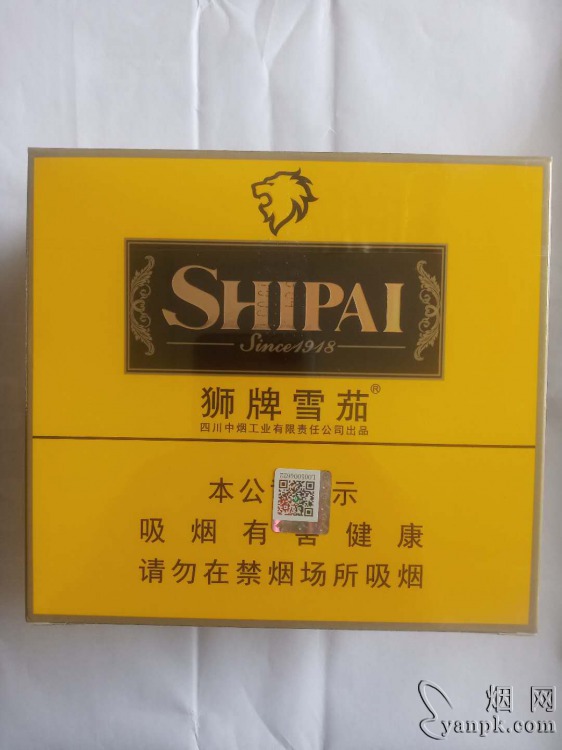 SHIPAI
Since1918
狮牌雪茄®
四川中烟工业有限责任公司出品
本公 示
吸烟有害健康
请勿在禁烟场所吸烟
烟网
yanpk.com